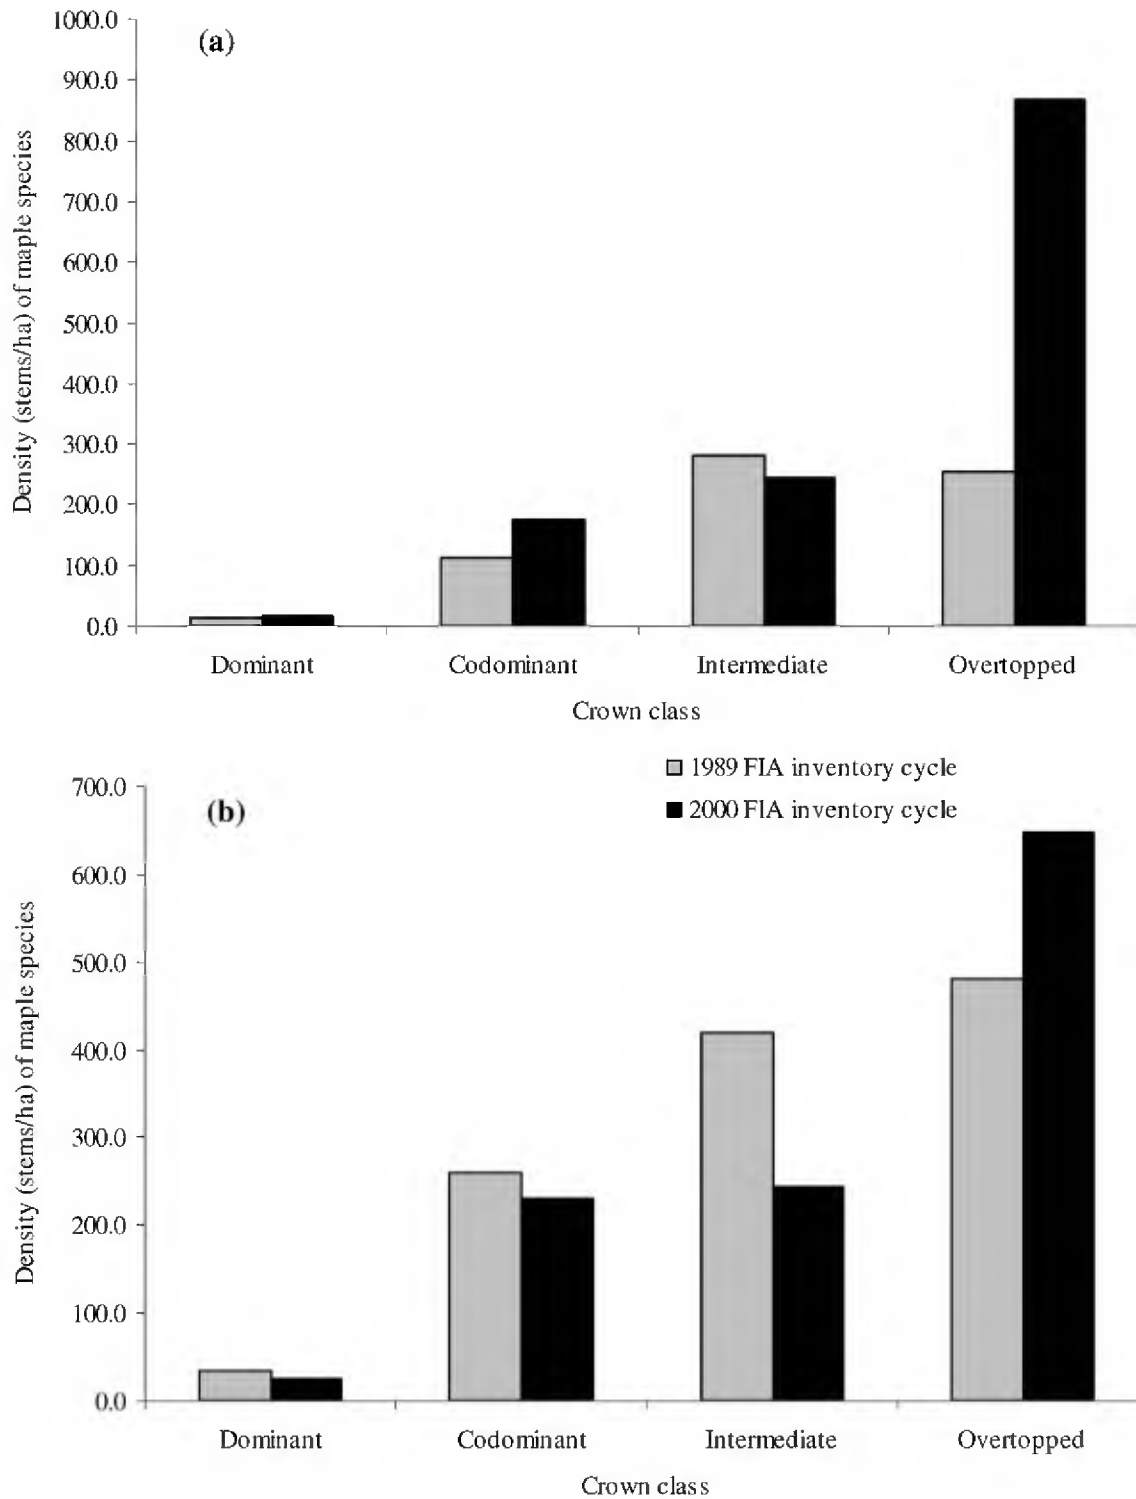 (a)
Density (stems/ha) of maple species
1000.0
900.0
800.0
700.0
600.0
500.0
400.0
300.0
200.0
100.0
0.0
Dominant Codominant Intermediate Overtopped
Crown class
1989 FIA inventory cycle
2000 FIA inventory cycle
(b)
Density (stems/ha) of maple species
700.0
600.0
500.0
400.0
300.0
200.0
100.0
0.0
Dominant Codominant Intermediate Overtopped
Crown class